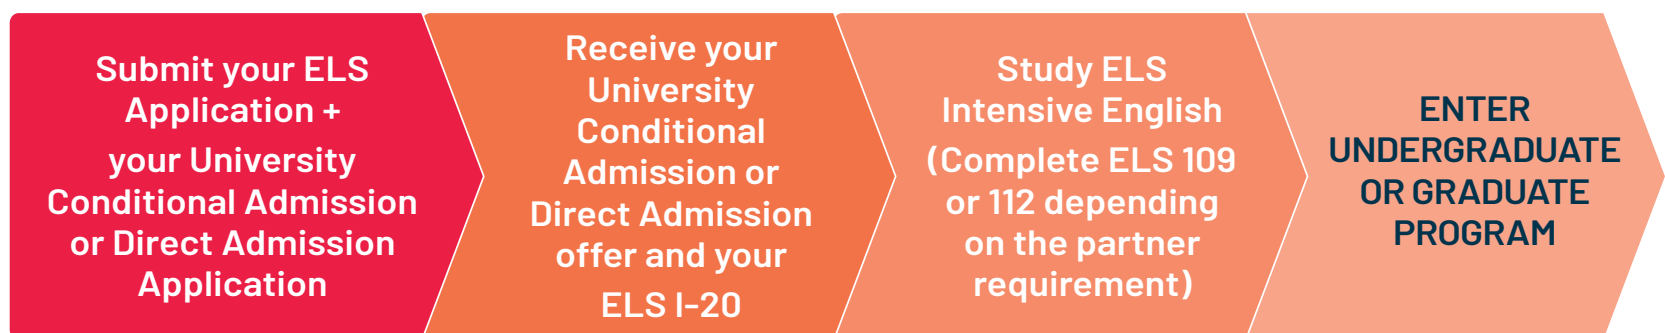 Submit your ELS
Application +
your University
Conditional Admission
or Direct Admission
Application
Receive your
University
Conditional
Admission or
Direct Admission
offer and your
ELS I-20
Study ELS
Intensive English
(Complete ELS 109
or 112 depending
on the partner
requirement)
ENTER
UNDERGRADUATE
OR GRADUATE
PROGRAM